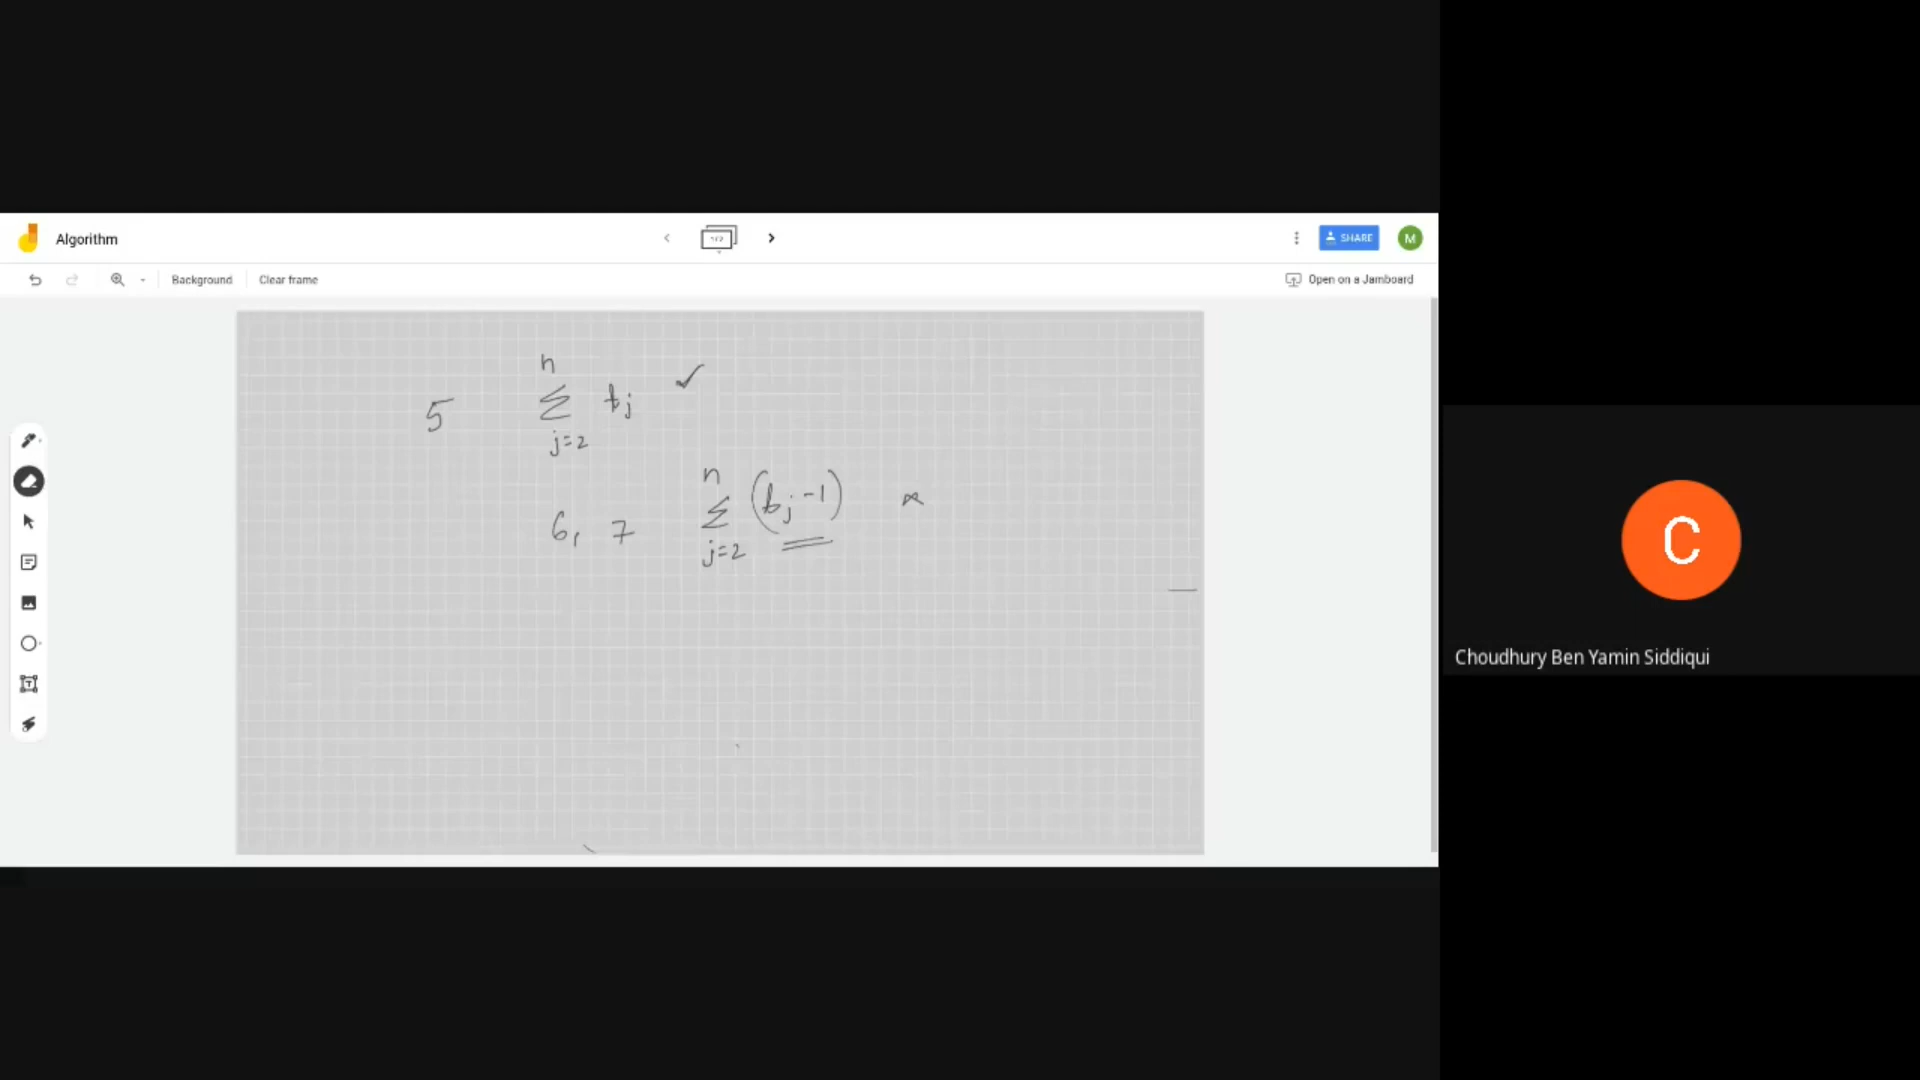 Algorithm
SHARE
M
Background
Clear frame
Open on a Jamboard
n
5 ∑ tj ✓
j=2
n
6, 7 ∑ (tj -1)
j=2
C
Choudhury Ben Yamin Siddiqui